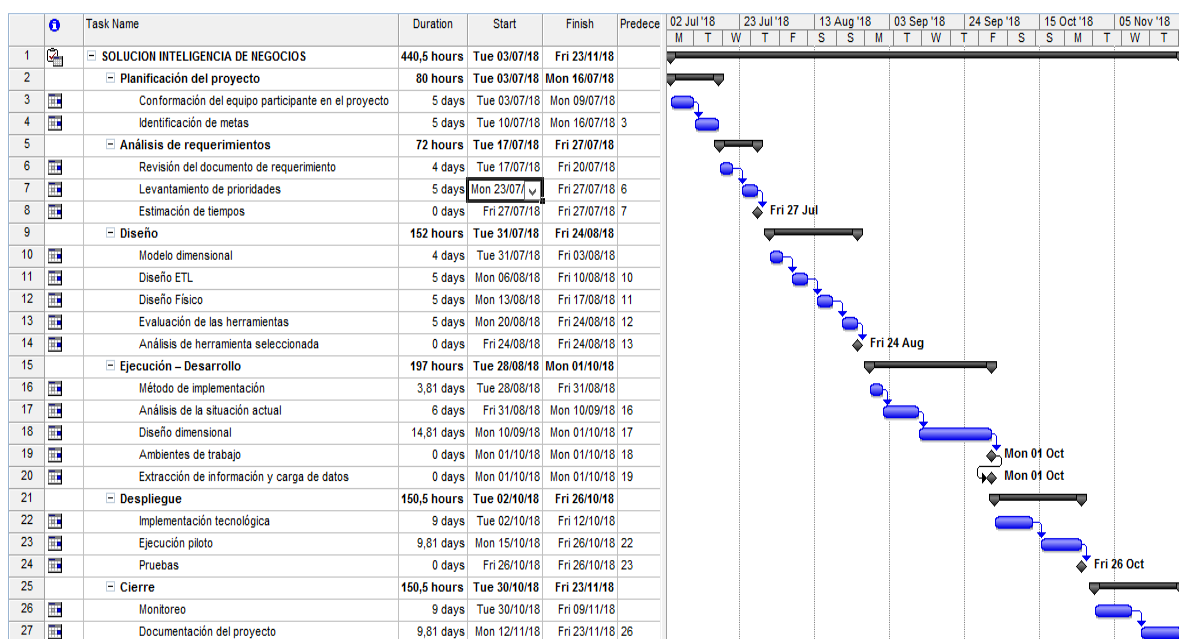 Task Name Duration Start Finish Predece 02 Jul '18 23 Jul '18 13 Aug '18 03 Sep '18 24 Sep '18 15 Oct '18 05 Nov '18
M T W T F S S M T W T F S S M T W T
1 SOLUCION INTELIGENCIA DE NEGOCIOS 440,5 hours Tue 03/07/18 Fri 23/11/18
2 Planificación del proyecto 80 hours Tue 03/07/18 Mon 16/07/18
3 Conformación del equipo participante en el proyecto 5 days Tue 03/07/18 Mon 09/07/18
4 Identificación de metas 5 days Tue 10/07/18 Mon 16/07/18 3
5 Análisis de requerimientos 72 hours Tue 17/07/18 Fri 27/07/18
6 Revisión del documento de requerimiento 4 days Tue 17/07/18 Fri 20/07/18
7 Levantamiento de prioridades 5 days Mon 23/07/ Fri 27/07/18 6
8 Estimación de tiempos 0 days Fri 27/07/18 Fri 27/07/18 7 Fri 27 Jul
9 Diseño 152 hours Tue 31/07/18 Fri 24/08/18
10 Modelo dimensional 4 days Tue 31/07/18 Fri 03/08/18
11 Diseño ETL 5 days Mon 06/08/18 Fri 10/08/18 10
12 Diseño Físico 5 days Mon 13/08/18 Fri 17/08/18 11
13 Evaluación de las herramientas 5 days Mon 20/08/18 Fri 24/08/18 12
14 Análisis de herramienta seleccionada 0 days Fri 24/08/18 Fri 24/08/18 13 Fri 24 Aug
15 Ejecución – Desarrollo 197 hours Tue 28/08/18 Mon 01/10/18
16 Método de implementación 3,81 days Tue 28/08/18 Fri 31/08/18
17 Análisis de la situación actual 6 days Fri 31/08/18 Mon 10/09/18 16
18 Diseño dimensional 14,81 days Mon 10/09/18 Mon 01/10/18 17
19 Ambientes de trabajo 0 days Mon 01/10/18 Mon 01/10/18 18 Mon 01 Oct
20 Extracción de información y carga de datos 0 days Mon 01/10/18 Mon 01/10/18 19 Mon 01 Oct
21 Despliegue 150,5 hours Tue 02/10/18 Fri 26/10/18
22 Implementación tecnológica 9 days Tue 02/10/18 Fri 12/10/18
23 Ejecución piloto 9,81 days Mon 15/10/18 Fri 26/10/18 22
24 Pruebas 0 days Fri 26/10/18 Fri 26/10/18 23 Fri 26 Oct
25 Cierre 150,5 hours Tue 30/10/18 Fri 23/11/18
26 Monitoreo 9 days Tue 30/10/18 Fri 09/11/18
27 Documentación del proyecto 9,81 days Mon 12/11/18 Fri 23/11/18 26